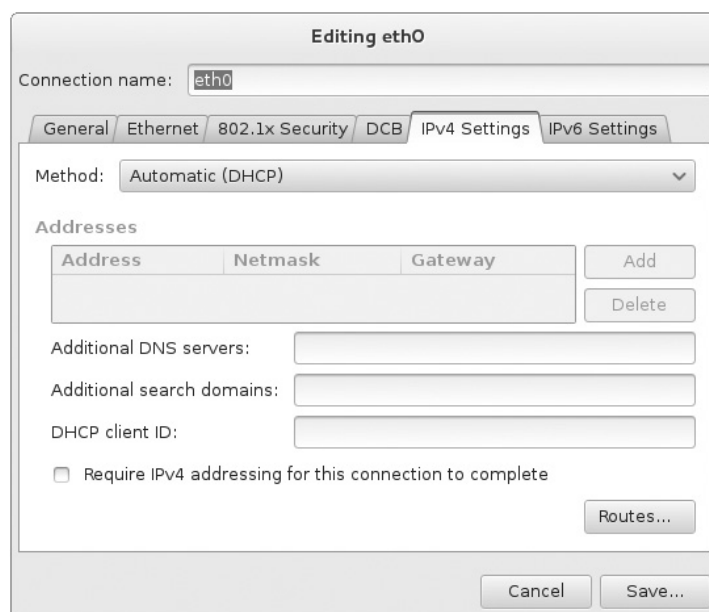 Editing eth0
Connection name: eth0
General Ethernet 802.1x Security DCB IPv4 Settings IPv6 Settings
Method: Automatic (DHCP)
Addresses
Address Netmask Gateway Add
Delete
Additional DNS servers:
Additional search domains:
DHCP client ID:
Require IPv4 addressing for this connection to complete
Routes...
Cancel Save...